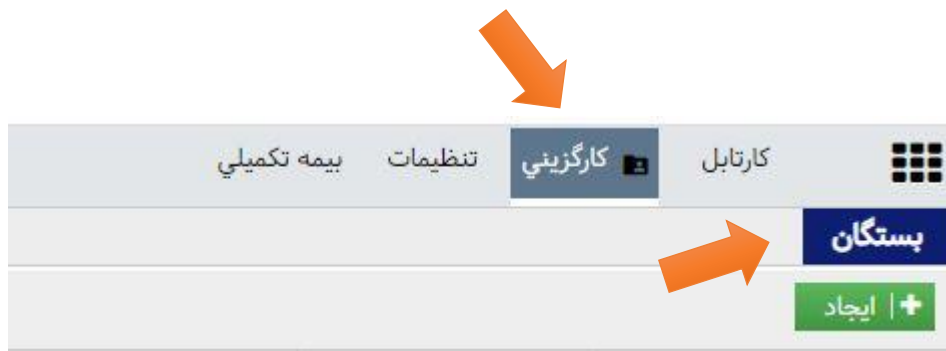 کارتابل کارگزيني تنظیمات بیمه تکمیلي
بستگان
ایجاد